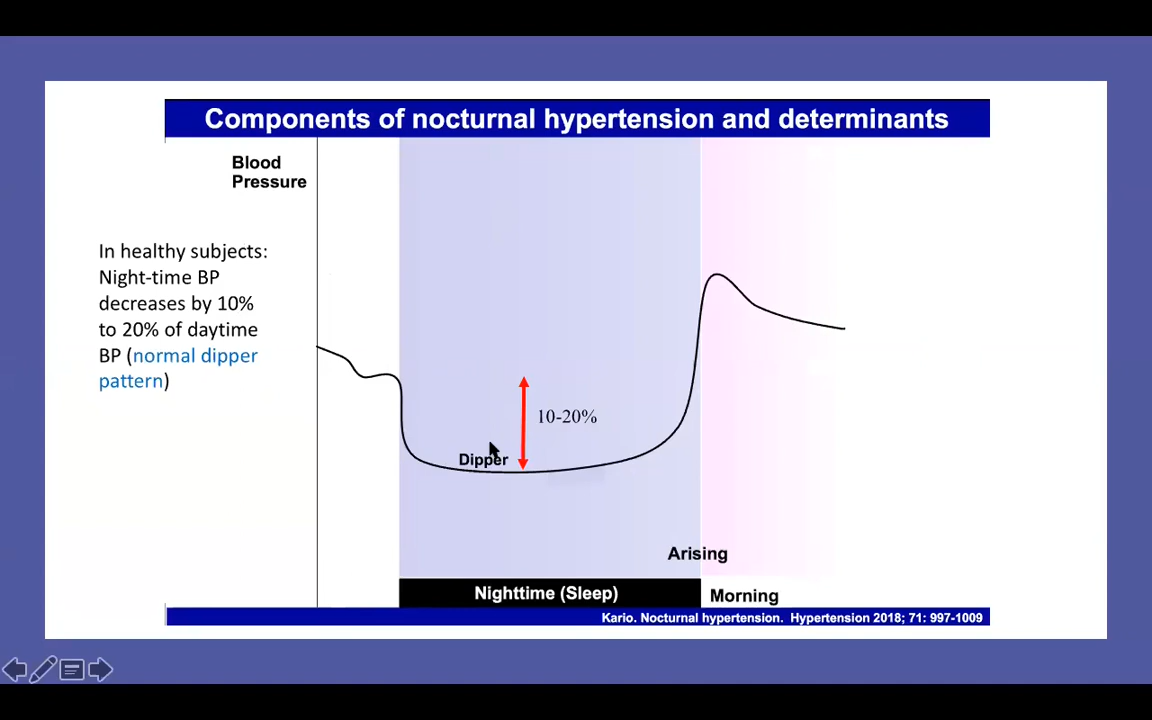 Components of nocturnal hypertension and determinants
Blood
Pressure
In healthy subjects:
Night-time BP
decreases by 10%
to 20% of daytime
BP (normal dipper
pattern)
10-20%
Dipper
Arising
Nighttime (Sleep)
Morning
Kario. Nocturnal hypertension. Hypertension 2018; 71: 997-1009